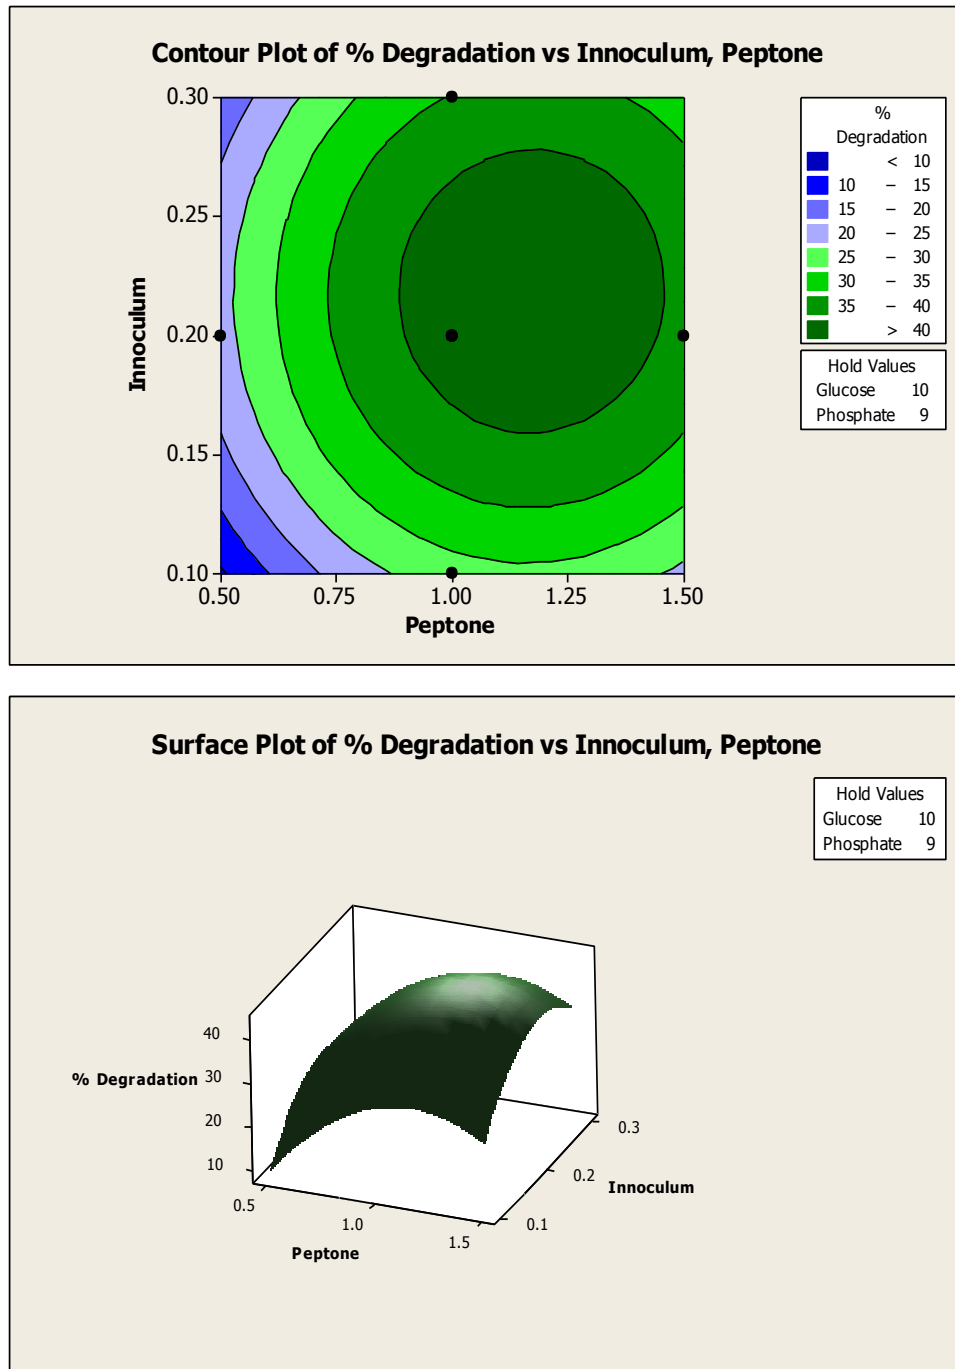 Contour Plot of % Degradation vs Innoculum, Peptone
0.30
0.25
0.20
0.15
0.10
Innoculum
0.50 0.75 1.00 1.25 1.50
Peptone
%
Degradation
< 10
10 – 15
15 – 20
20 – 25
25 – 30
30 – 35
35 – 40
> 40
Hold Values
Glucose 10
Phosphate 9
Surface Plot of % Degradation vs Innoculum, Peptone
Hold Values
Glucose 10
Phosphate 9
40
% Degradation 30
20
10
0.5
1.0
1.5
Peptone
0.3
0.2
0.1
Innoculum